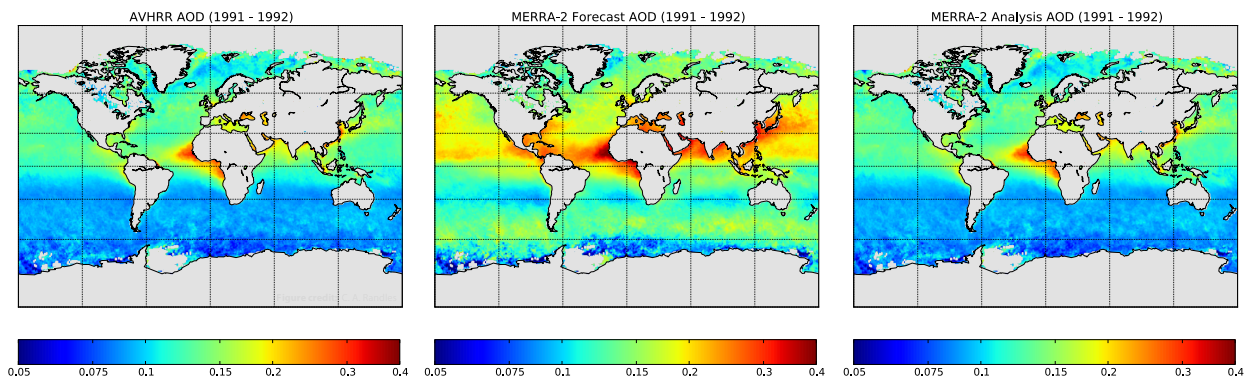 AVHRR AOD (1991 - 1992)
MERRA-2 Forecast AOD (1991 - 1992)
MERRA-2 Analysis AOD (1991 - 1992)
0.05 0.075 0.1 0.15 0.2 0.3 0.4
0.05 0.075 0.1 0.15 0.2 0.3 0.4
0.05 0.075 0.1 0.15 0.2 0.3 0.4